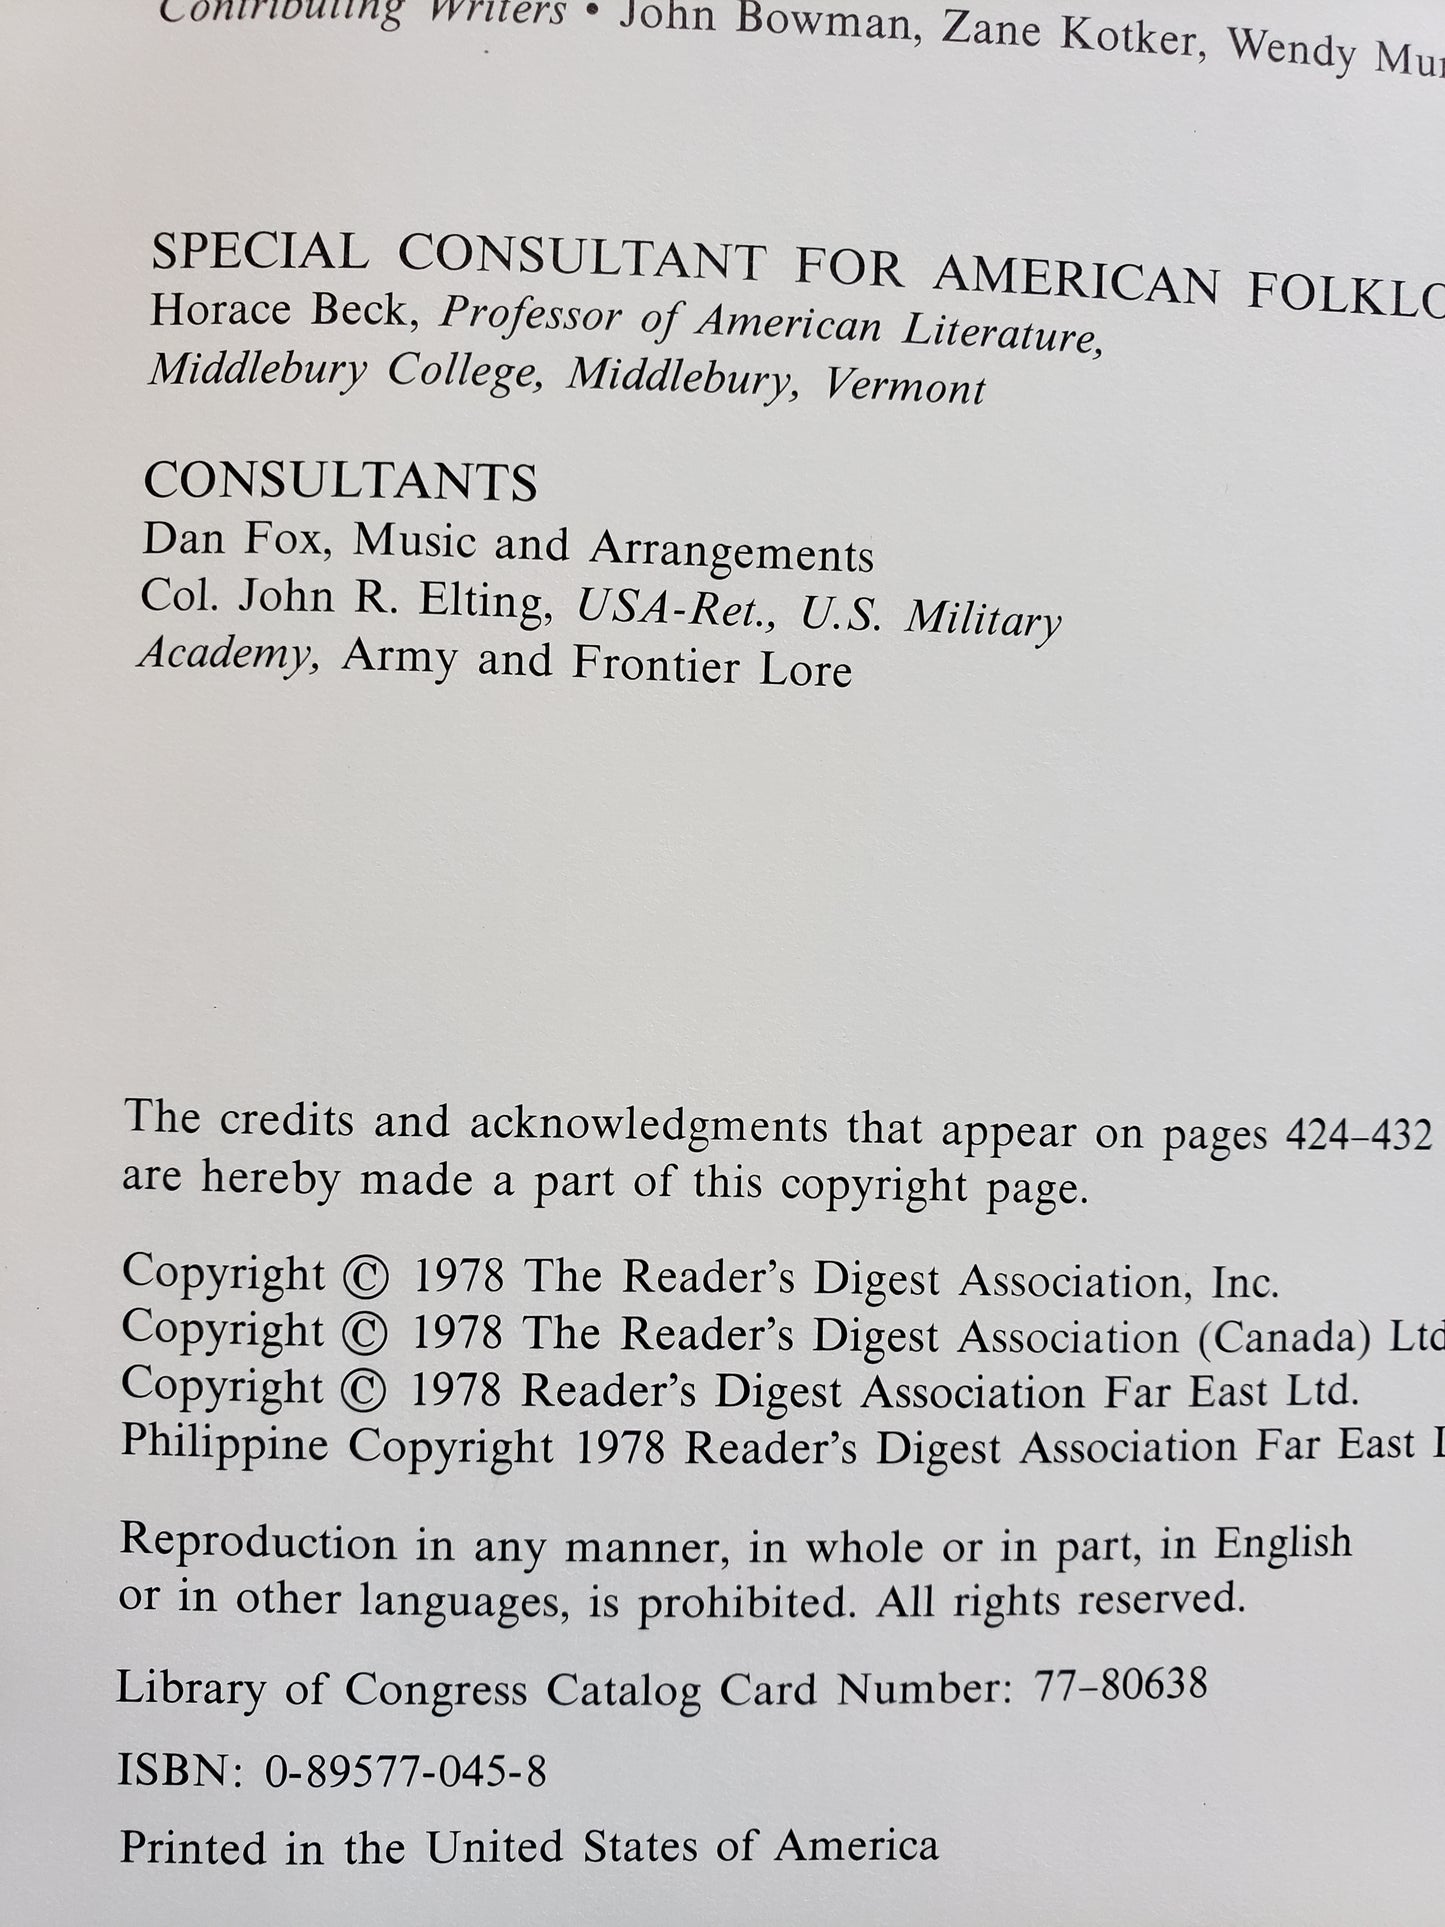 Contributing Writers • John Bowman, Zane Kotker, Wendy
SPECIAL CONSULTANT FOR AMERICAN
Horace Beck, Professor of American Literature,
Middlebury College, Middlebury, Vermont
CONSULTANTS
Dan Fox, Music and Arrangements
Col. John R. Elting, USA-Ret., U.S. Military
Academy, Army and Frontier Lore
The credits and acknowledgments that appear on pages 424–432
are hereby made a part of this copyright page.
Copyright © 1978 The Reader's Digest Association, Inc.
Copyright © 1978 The Reader's Digest Association (Canada) Ltd
Copyright © 1978 Reader's Digest Association Far East Ltd.
Philippine Copyright 1978 Reader's Digest Association Far East
Reproduction in any manner, in whole or in part, in English
or in other languages, is prohibited. All rights reserved.
Library of Congress Catalog Card Number: 77–80638
ISBN: 0-89577-045-8
Printed in the United States of America